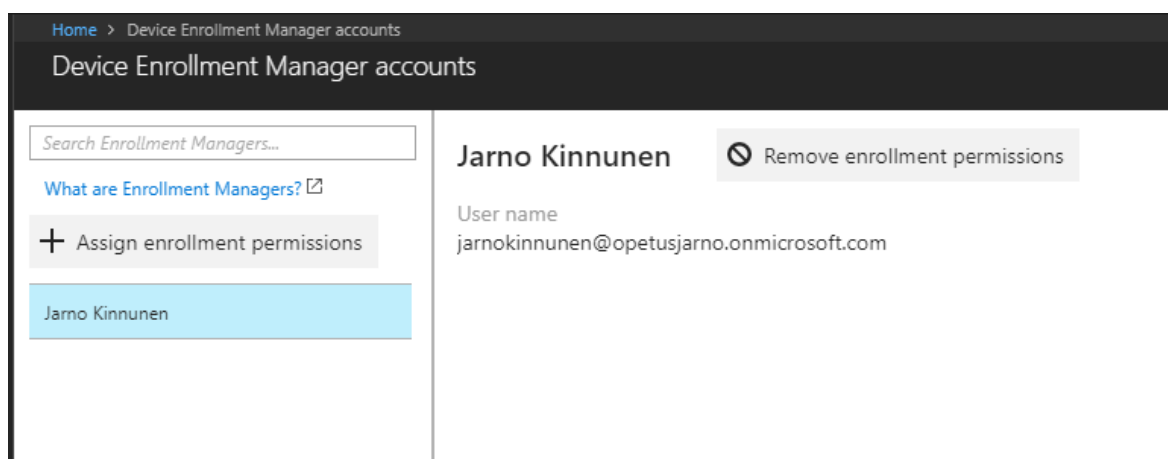 Home > Device Enrollment Manager accounts
Device Enrollment Manager accounts
Search Enrollment Managers...
What are Enrollment Managers?
Assign enrollment permissions
Jarno Kinnunen
Jarno Kinnunen
Remove enrollment permissions
User name
jarnokinnunen@opetusjarno.onmicrosoft.com